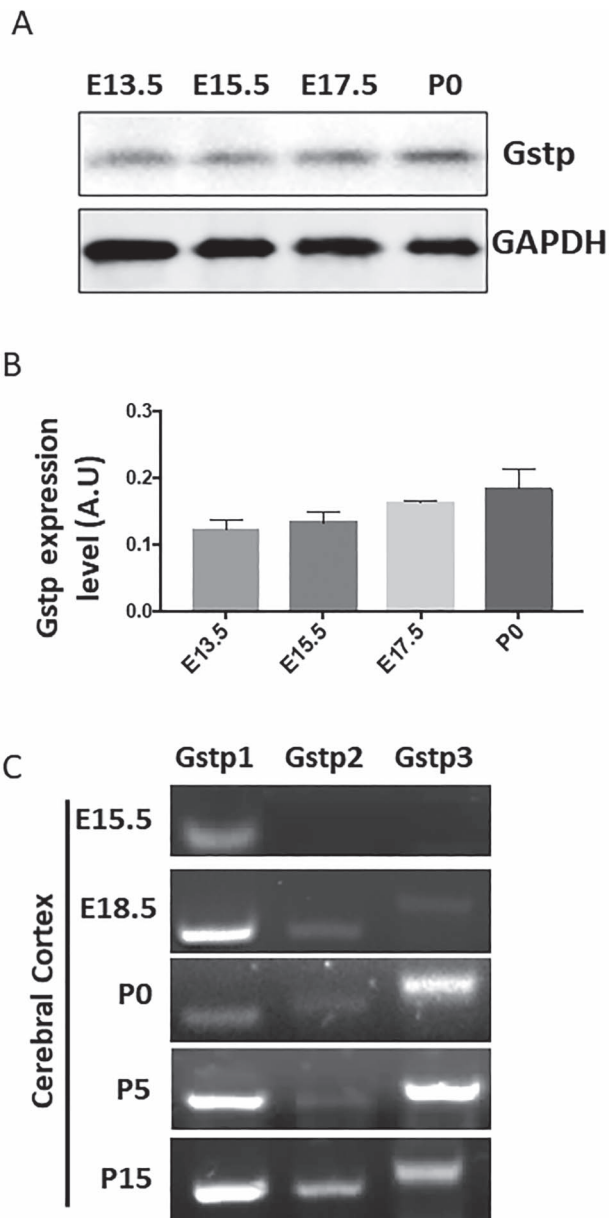 A
E13.5 E15.5 E17.5 P0
Gstp
GAPDH
B
Gstp expression
level (A.U)
0.3
0.2
0.1
0.0
E13.5 E15.5 E17.5 P0
C
Gstp1 Gstp2 Gstp3
Cerebral Cortex
E15.5
E18.5
P0
P5
P15